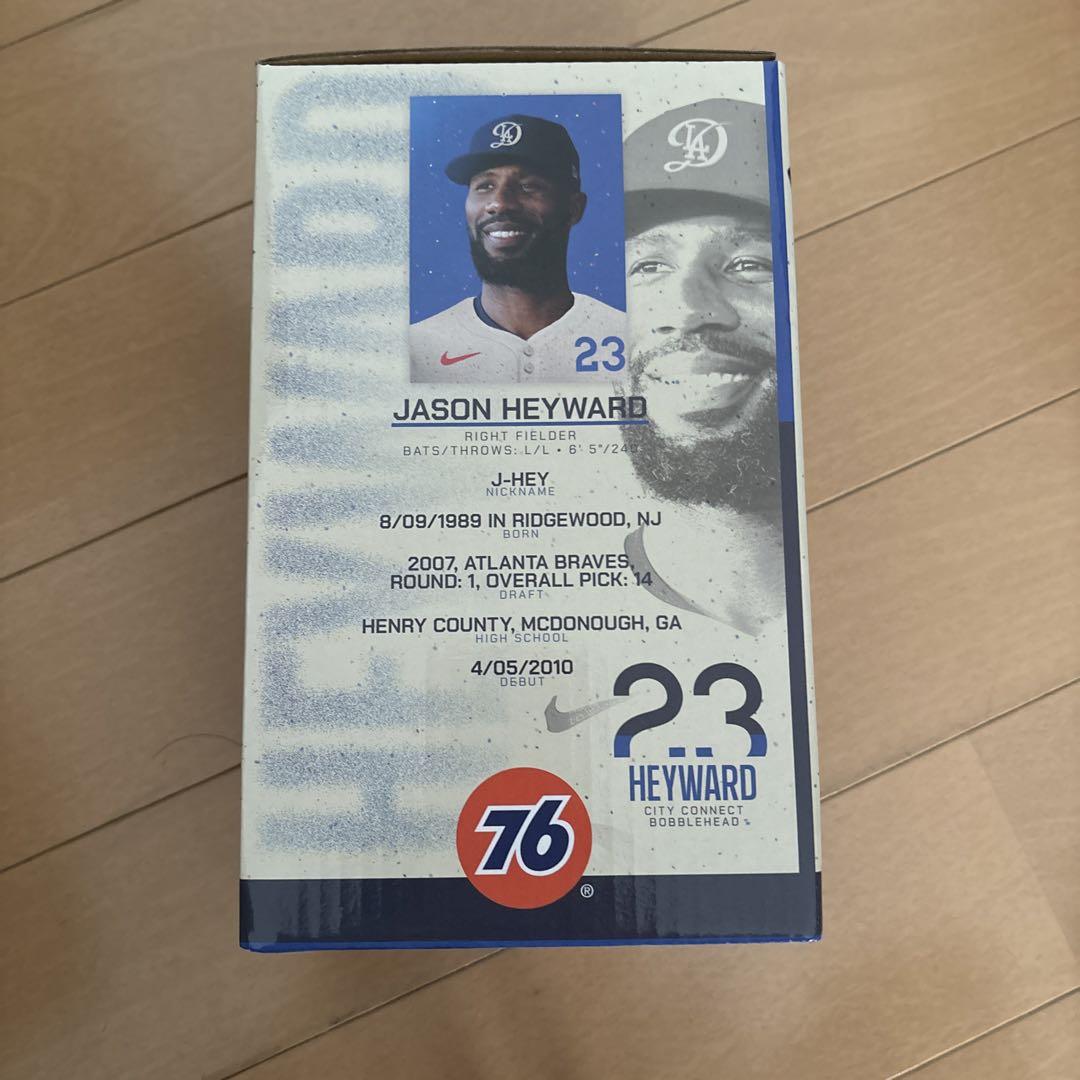 HEYWARD
LAD
LAD
23
JASON HEYWARD
RIGHT FIELDER
BATS/THROWS: L/L • 6' 5"/240
J-HEY
NICKNAME
8/09/1989 IN RIDGEWOOD, NJ
BORN
2007, ATLANTA BRAVES,
ROUND: 1, OVERALL PICK: 14
DRAFT
HENRY COUNTY, MCDONOUGH, GA
HIGH SCHOOL
4/05/2010
DEBUT
23
HEYWARD
CITY CONNECT
BOBBLEHEAD
76
®